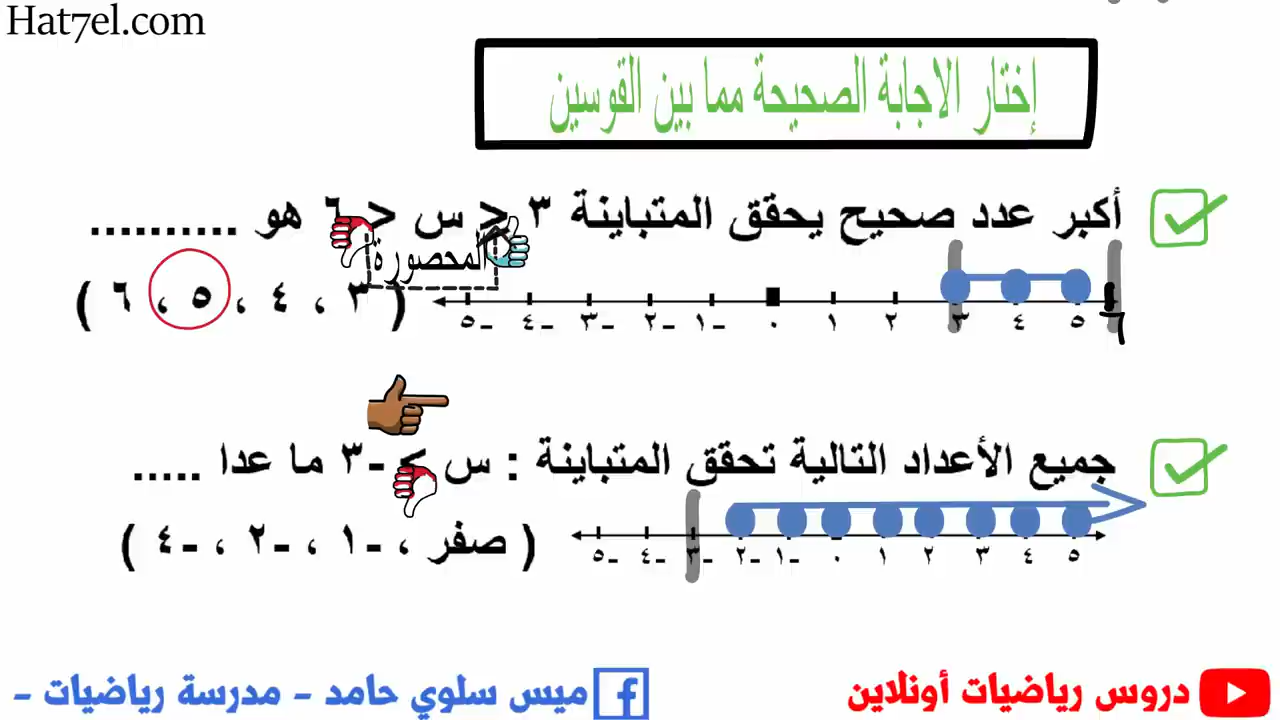 Hat7el.com
إختار الاجابة الصحيحة مما بين القوسين
أكبر عدد صحيح يحقق المتباينة ٣ ≤ س < ٦ هو ..........
المحصورة
( ٣ ، ٤ ، ٥ ، ٦ )
-٥ -٤ -٣ -٢ -١ ٠ ١ ٢ ٣ ٤ ٥ ٦
جميع الأعداد التالية تحقق المتباينة : س > -٣ ما عدا .....
( صفر ، -١ ، -٢ ، -٤ )
-٥ -٤ -٣ -٢ -١ ٠ ١ ٢ ٣ ٤ ٥
دروس رياضيات أونلاين
ميس سلوي حامد - مدرسة رياضيات -